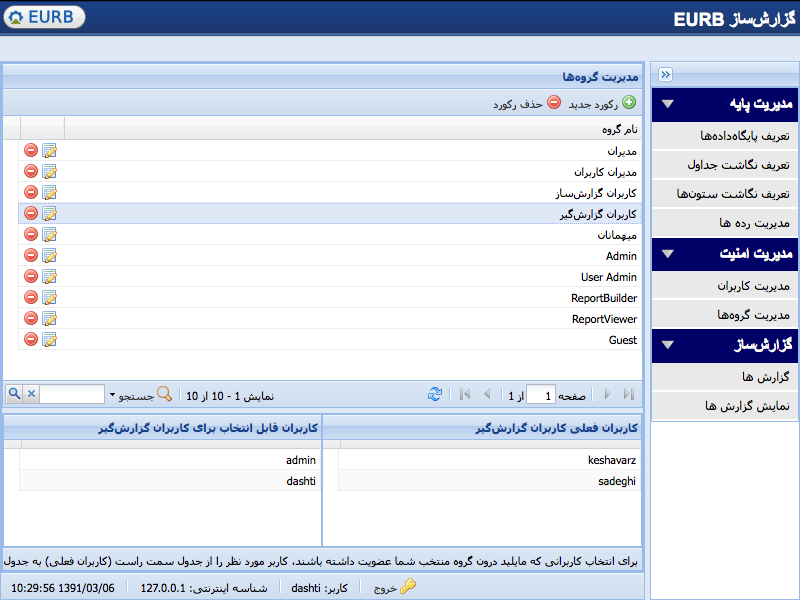 گزارش‌ساز EURB
EURB
مدیریت پایه
تعریف پایگاه‌داده‌ها
تعریف نگاشت جداول
تعریف نگاشت ستون‌ها
مدیریت رده ها
مدیریت امنیت
مدیریت کاربران
مدیریت گروه‌ها
گزارش‌ساز
گزارش ها
نمایش گزارش ها
مدیریت گروه‌ها
رکورد جدید حذف رکورد
نام گروه
مدیران
مدیران کاربران
کاربران گزارش‌ساز
کاربران گزارش‌گیر
میهمانان
Admin
User Admin
ReportBuilder
ReportViewer
Guest
صفحه 1 از 1
نمایش 1 - 10 از 10
جستجو
کاربران فعلی کاربران گزارش‌گیر
keshavarz
sadeghi
کاربران قابل انتخاب برای کاربران گزارش‌گیر
admin
dashti
برای انتخاب کاربرانی که مایلید درون گروه منتخب شما عضویت داشته باشند، کاربر مورد نظر را از جدول سمت راست (کاربران فعلی) به جدول
خروج کاربر: dashti شناسه اینترنتی: 127.0.0.1 1391/03/06 10:29:56